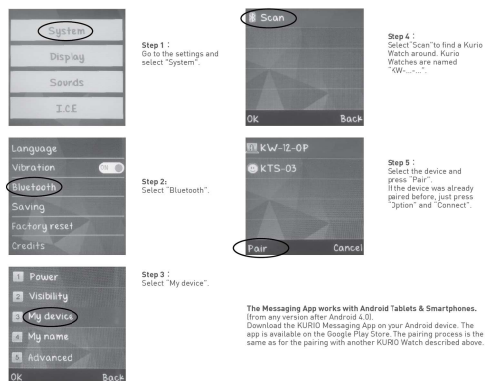 System
Display
Sounds
I.C.E
Step 1 :
Go to the settings and
select "System".
Language
Vibration ON
Bluetooth
Saving
Factory reset
Credits
Step 2:
Select "Bluetooth".
1 Power
2 Visibility
3 My device
4 My name
5 Advanced
OK Back
Step 3 :
Select "My device".
Scan
OK Back
Step 4 :
Select "Scan" to find a Kurio
Watch around. Kurio
Watches are named
"KW-...-...".
KW-12-OP
KTS-03
Pair Cancel
Step 5 :
Select the device and
press "Pair".
If the device was already
paired before, just press
"Option" and "Connect".
The Messaging App works with Android Tablets & Smartphones.
(from any version after Android 4.0).
Download the KURIO Messaging App on your Android device. The
app is available on the Google Play Store. The pairing process is the
same as for the pairing with another KURIO Watch described above.